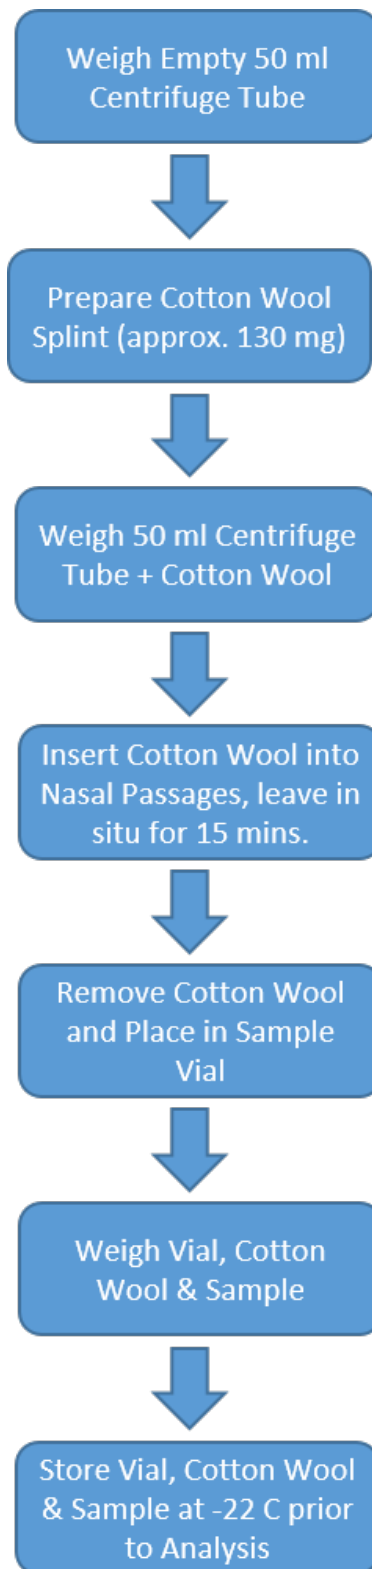 Weigh Empty 50 ml
Centrifuge Tube
Prepare Cotton Wool
Splint (approx. 130 mg)
Weigh 50 ml Centrifuge
Tube + Cotton Wool
Insert Cotton Wool into
Nasal Passages, leave in
situ for 15 mins.
Remove Cotton Wool
and Place in Sample
Vial
Weigh Vial, Cotton
Wool & Sample
Store Vial, Cotton Wool
& Sample at -22 C prior
to Analysis